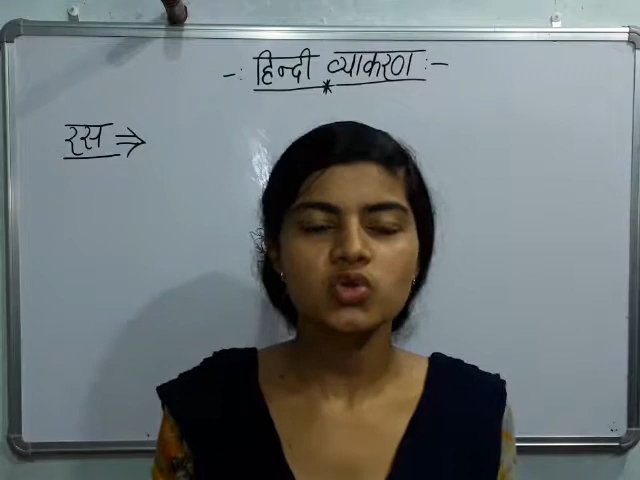 -: हिन्दी व्याकरण :-
*
रस ⇒